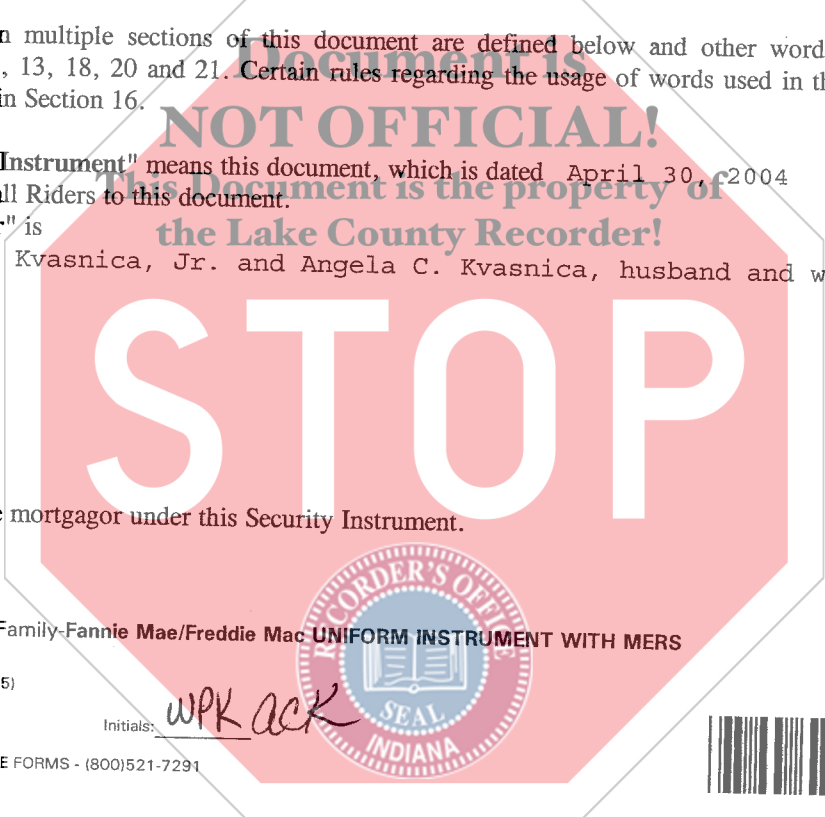 n multiple sections of this document are defined below and other word
, 13, 18, 20 and 21. Certain rules regarding the usage of words used in th
in Section 16.
Document is
NOT OFFICIAL!
This Document is the property of
the Lake County Recorder!
Instrument" means this document, which is dated April 30, 2004
all Riders to this document.
r" is
Kvasnica, Jr. and Angela C. Kvasnica, husband and w
STOP
e mortgagor under this Security Instrument.
RECORDER'S OFFICE
SEAL
INDIANA
Family-Fannie Mae/Freddie Mac UNIFORM INSTRUMENT WITH MERS
5)
Initials: WPK ACK
E FORMS - (800)521-7291